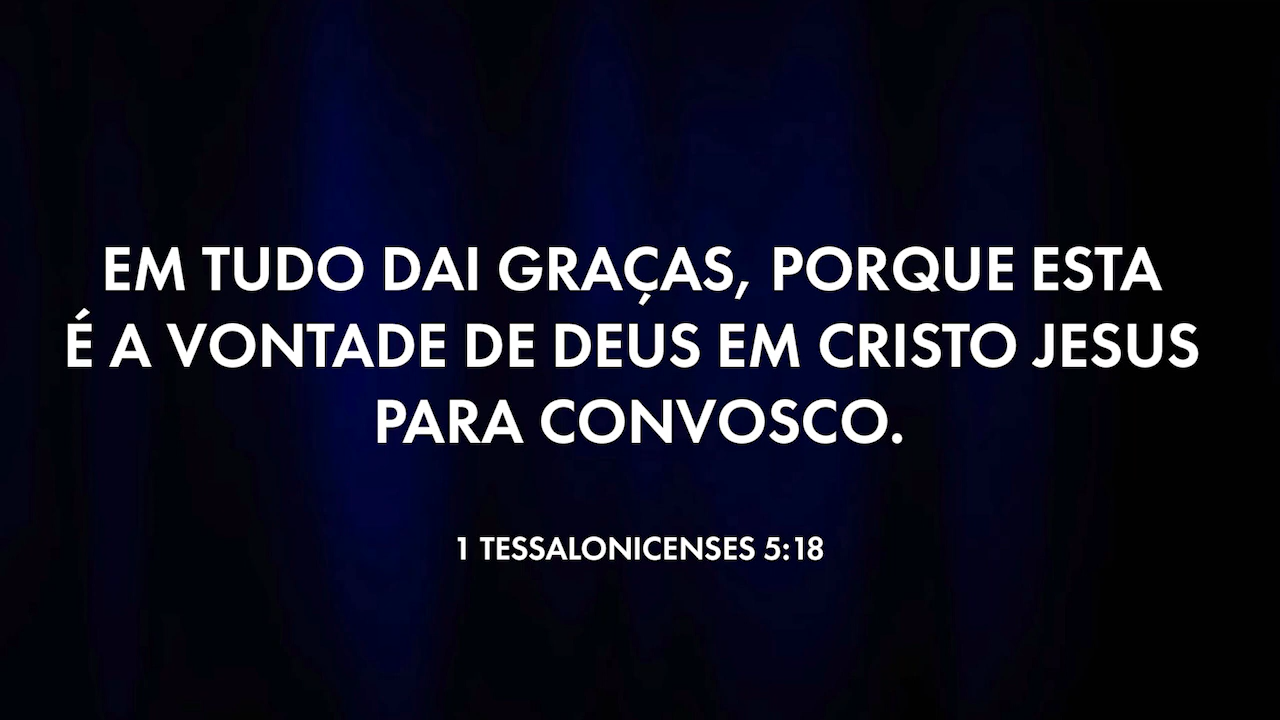 EM TUDO DAI GRAÇAS, PORQUE ESTA
É A VONTADE DE DEUS EM CRISTO JESUS
PARA CONVOSCO.
1 TESSALONICENSES 5:18